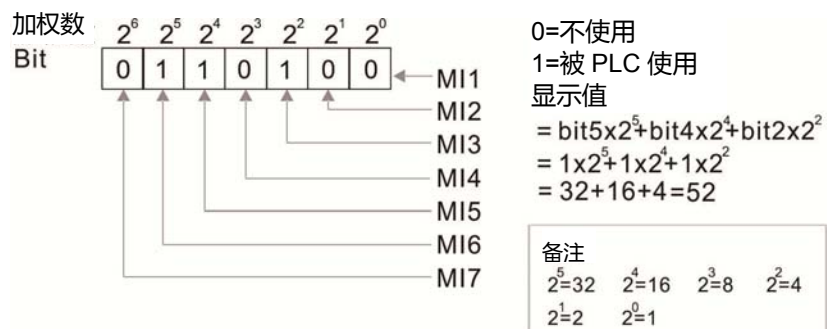 加权数 2⁶ 2⁵ 2⁴ 2³ 2² 2¹ 2⁰
Bit 0 1 1 0 1 0 0
MI1
MI2
MI3
MI4
MI5
MI6
MI7
0=不使用
1=被 PLC 使用
显示值
= bit5x2⁵+bit4x2⁴+bit2x2²
= 1x2⁵+1x2⁴+1x2²
= 32+16+4=52
备注
2⁵=32 2⁴=16 2³=8 2²=4
2¹=2 2⁰=1